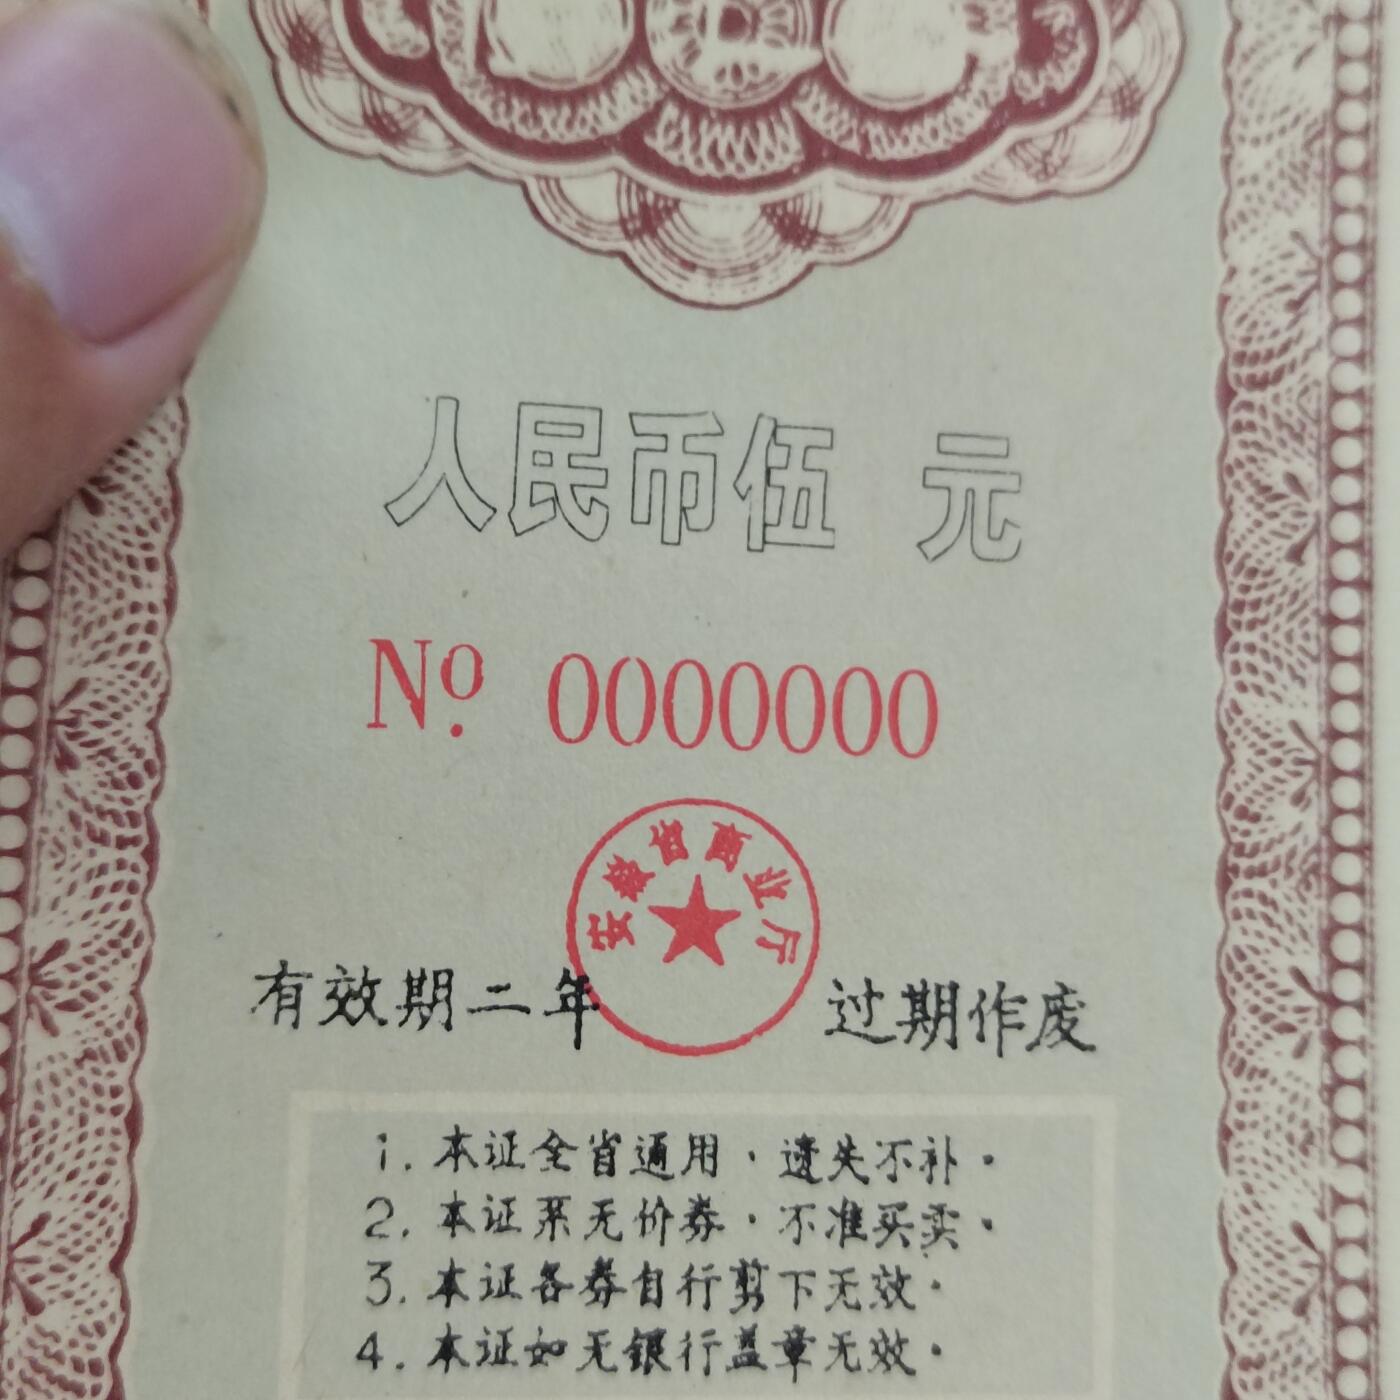 人民币伍 元
No. 0000000
安徽省商业厅
有效期二年 过期作废
1. 本证全省通用·遗失不补·
2. 本证系无价券·不准买卖·
3. 本证各券自行剪下无效·
4. 本证如无银行盖章无效·